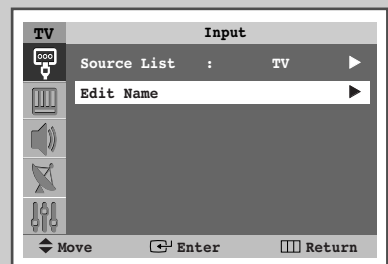 TV Input
Source List : TV
Edit Name
Move Enter Return